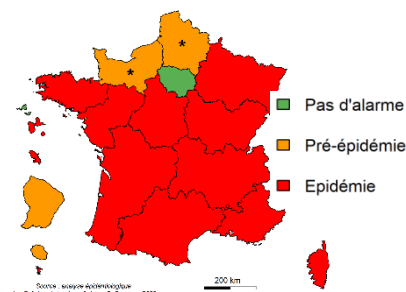 *
*
Pas d'alarme
Pré-épidémie
Epidémie
Source : analyse épidémiologique
200 km